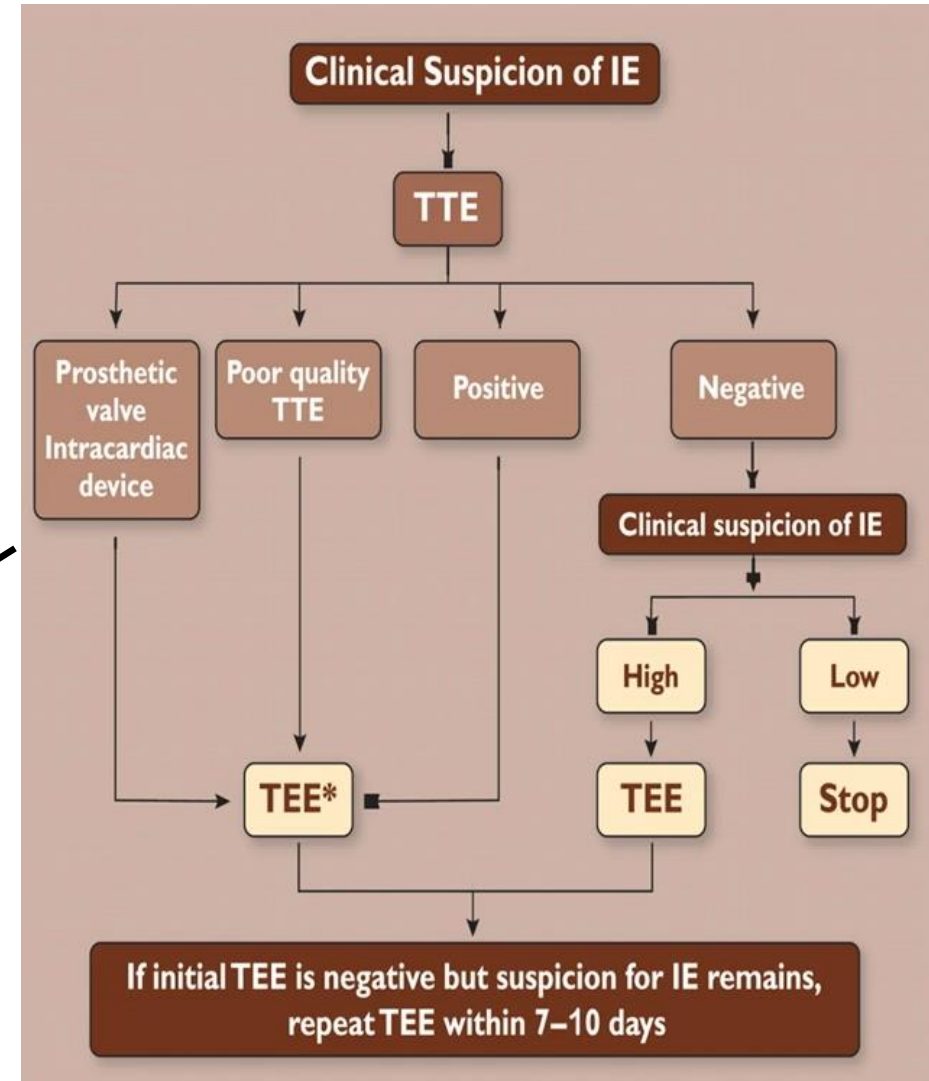 Clinical Suspicion of IE
TTE
Prosthetic
valve
Intracardiac
device
Poor quality
TTE
Positive
Negative
Clinical suspicion of IE
High
Low
TEE*
TEE
Stop
If initial TEE is negative but suspicion for IE remains,
repeat TEE within 7–10 days